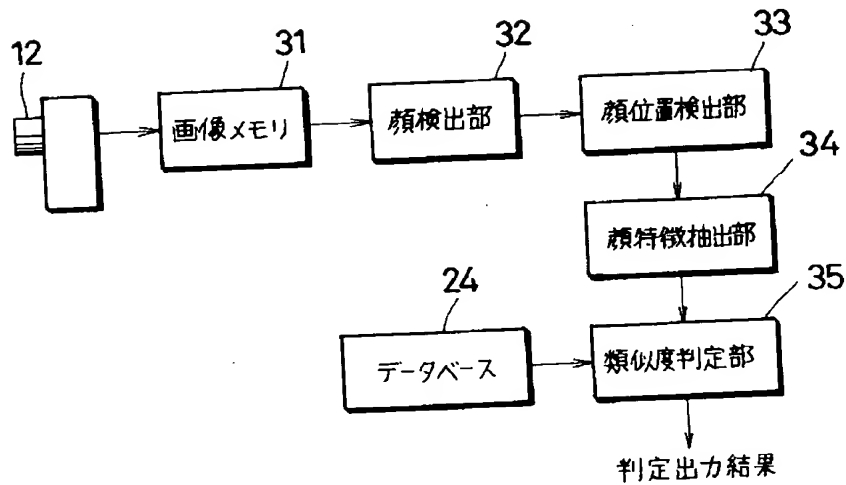 12
31
32
33
画像メモリ
顔検出部
顔位置検出部
34
顔特徴抽出部
24
35
データベース
類似度判定部
判定出力結果